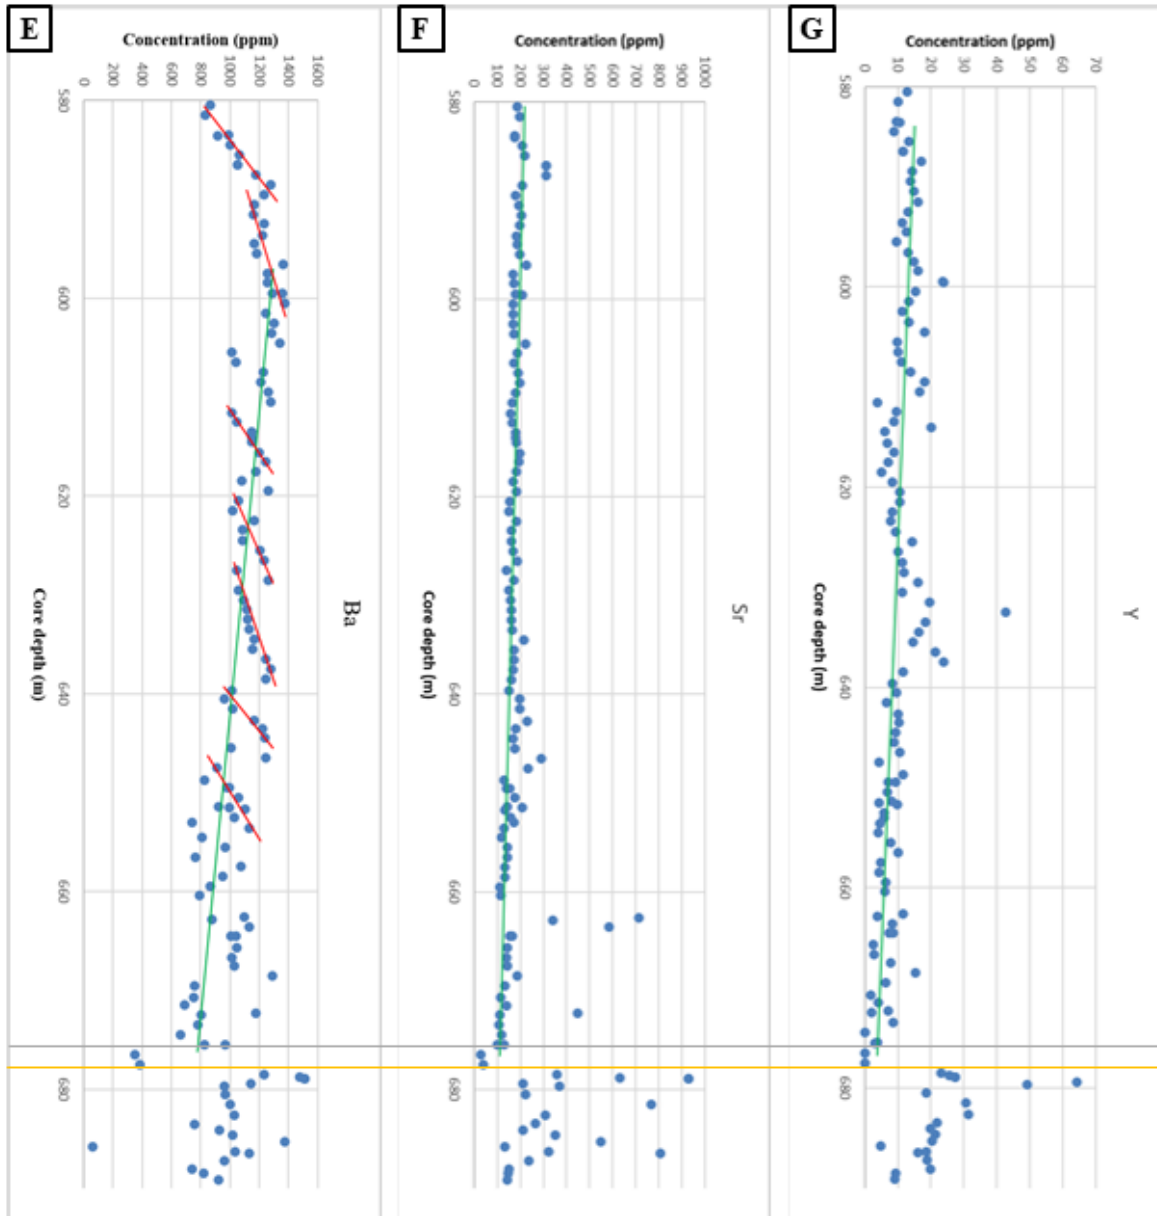 E
Concentration (ppm)
0 200 400 600 800 1000 1200 1400 1600
580
600
620
640
660
680
Core depth (m)
Ba
F
Concentration (ppm)
0 100 200 300 400 500 600 700 800 900 1000
580
600
620
640
660
680
Core depth (m)
Sr
G
Concentration (ppm)
0 10 20 30 40 50 60 70
580
600
620
640
660
680
Core depth (m)
Y